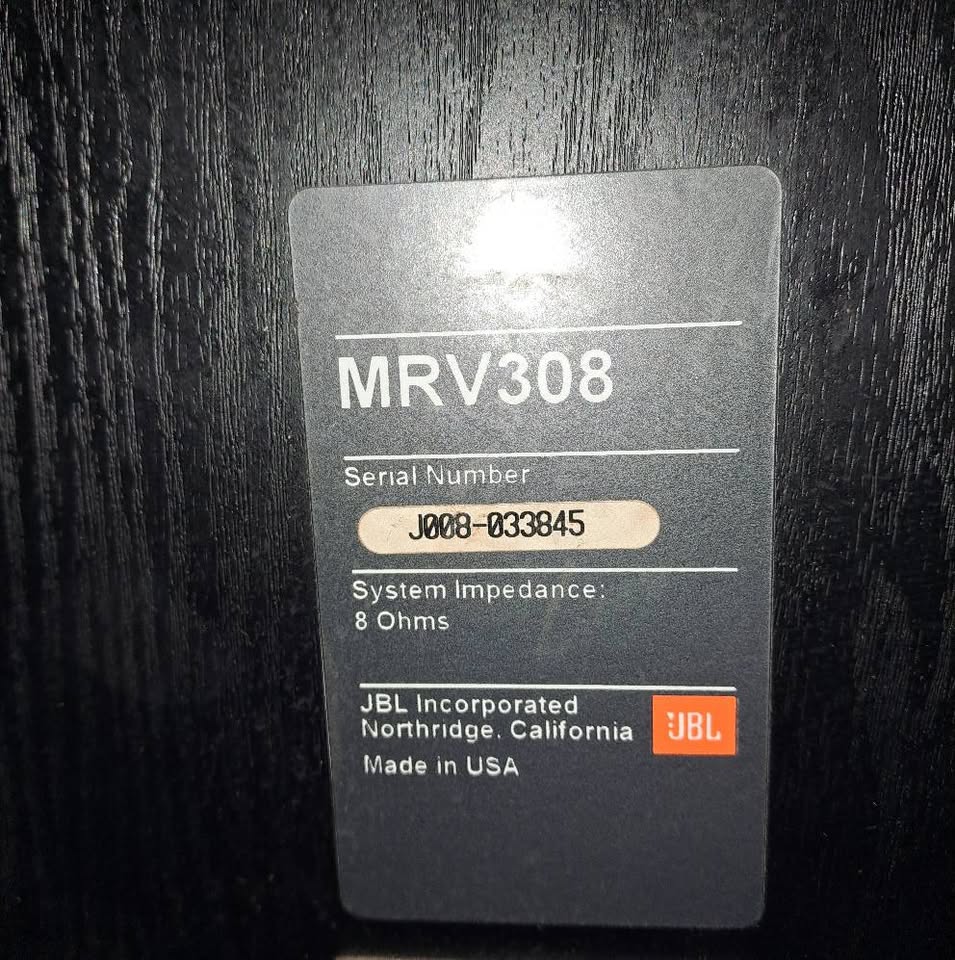 MRV308
Serial Number
J008-033845
System Impedance:
8 Ohms
JBL Incorporated
Northridge. California
JBL
Made in USA